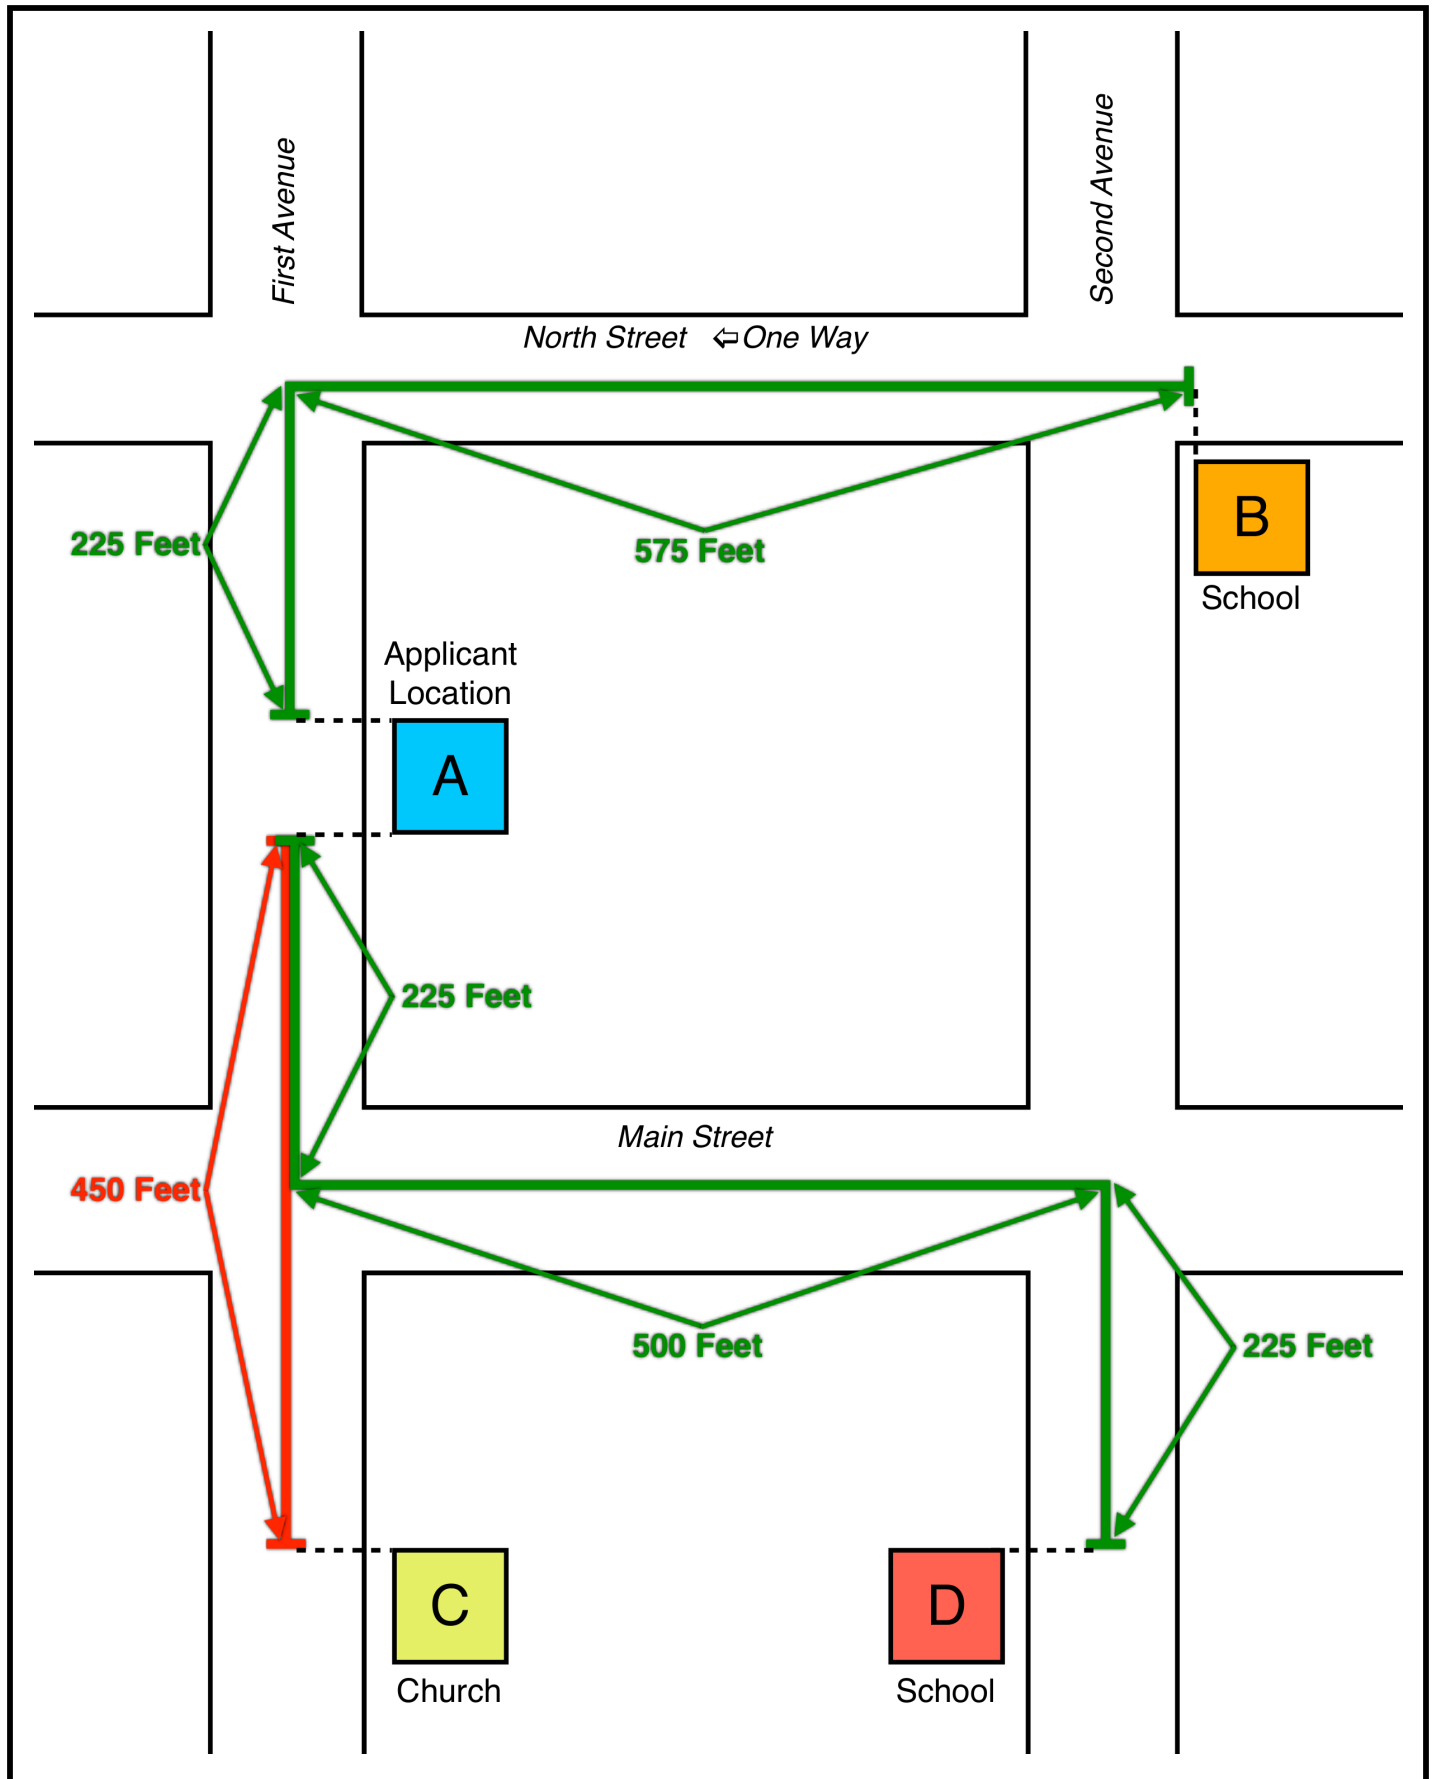 First Avenue
Second Avenue
North Street ⇦One Way
225 Feet
575 Feet
B
School
Applicant
Location
A
225 Feet
Main Street
450 Feet
500 Feet
225 Feet
C
Church
D
School